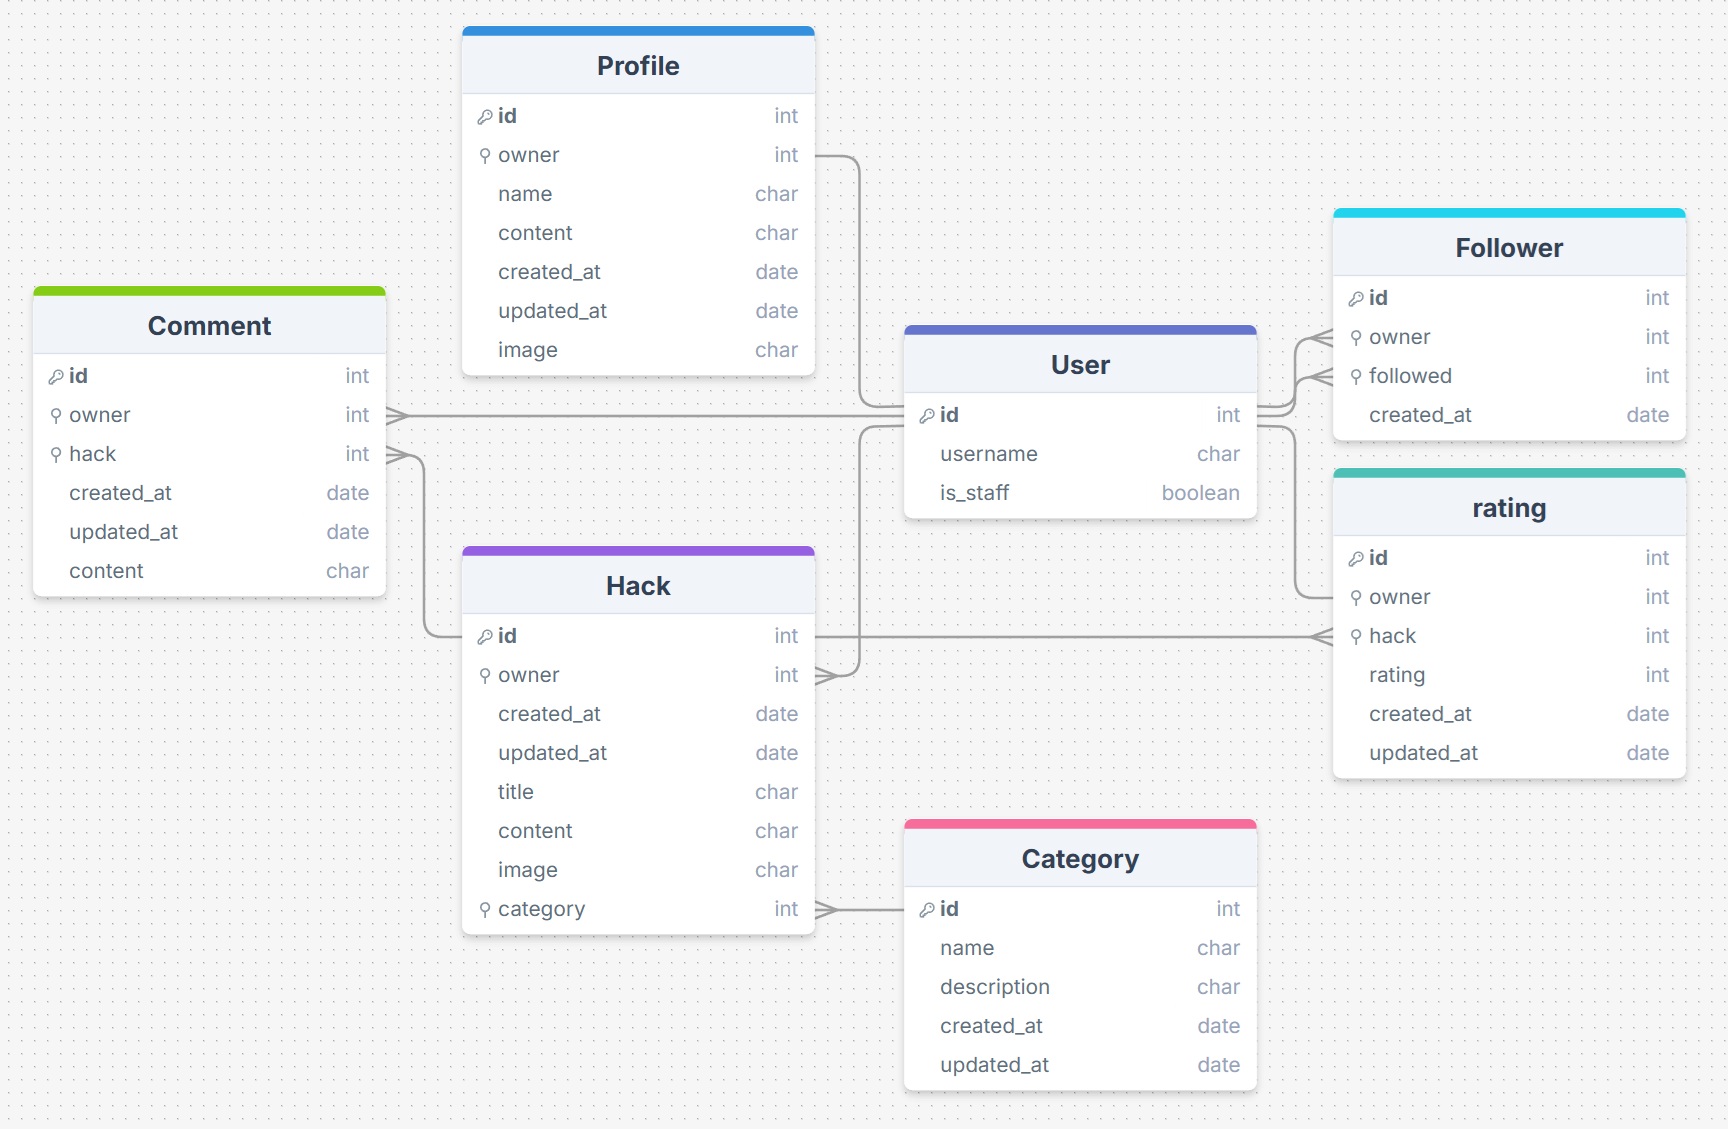 Profile
id int
owner int
name char
content char
created_at date
updated_at date
image char
Follower
id int
owner int
followed int
created_at date
Comment
id int
owner int
hack int
created_at date
updated_at date
content char
User
id int
username char
is_staff boolean
rating
id int
owner int
hack int
rating int
created_at date
updated_at date
Hack
id int
owner int
created_at date
updated_at date
title char
content char
image char
category int
Category
id int
name char
description char
created_at date
updated_at date